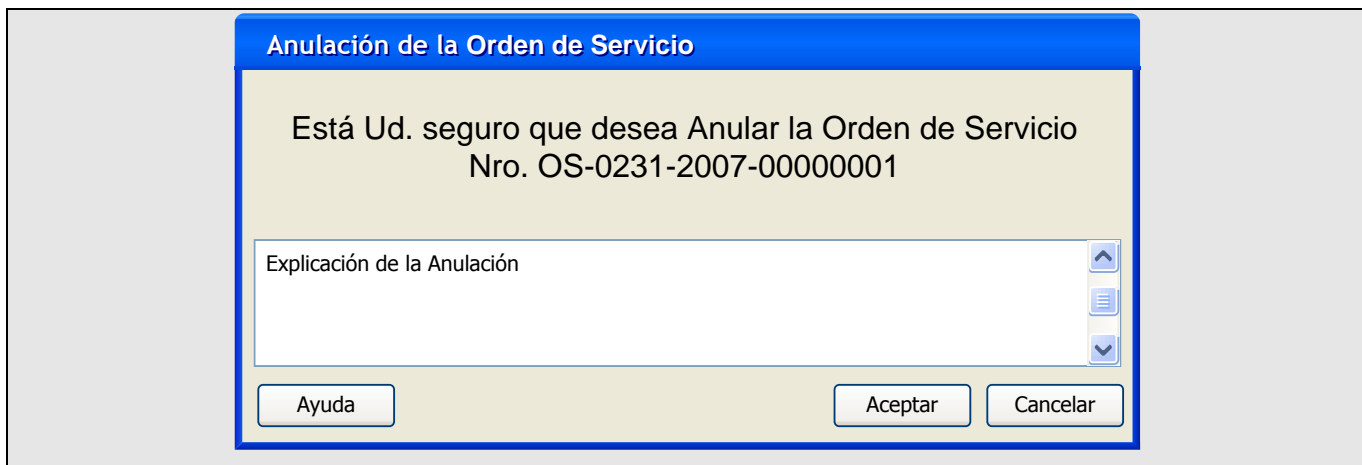 Anulación de la Orden de Servicio
Está Ud. seguro que desea Anular la Orden de Servicio
Nro. OS-0231-2007-00000001
Explicación de la Anulación
Ayuda
Aceptar
Cancelar